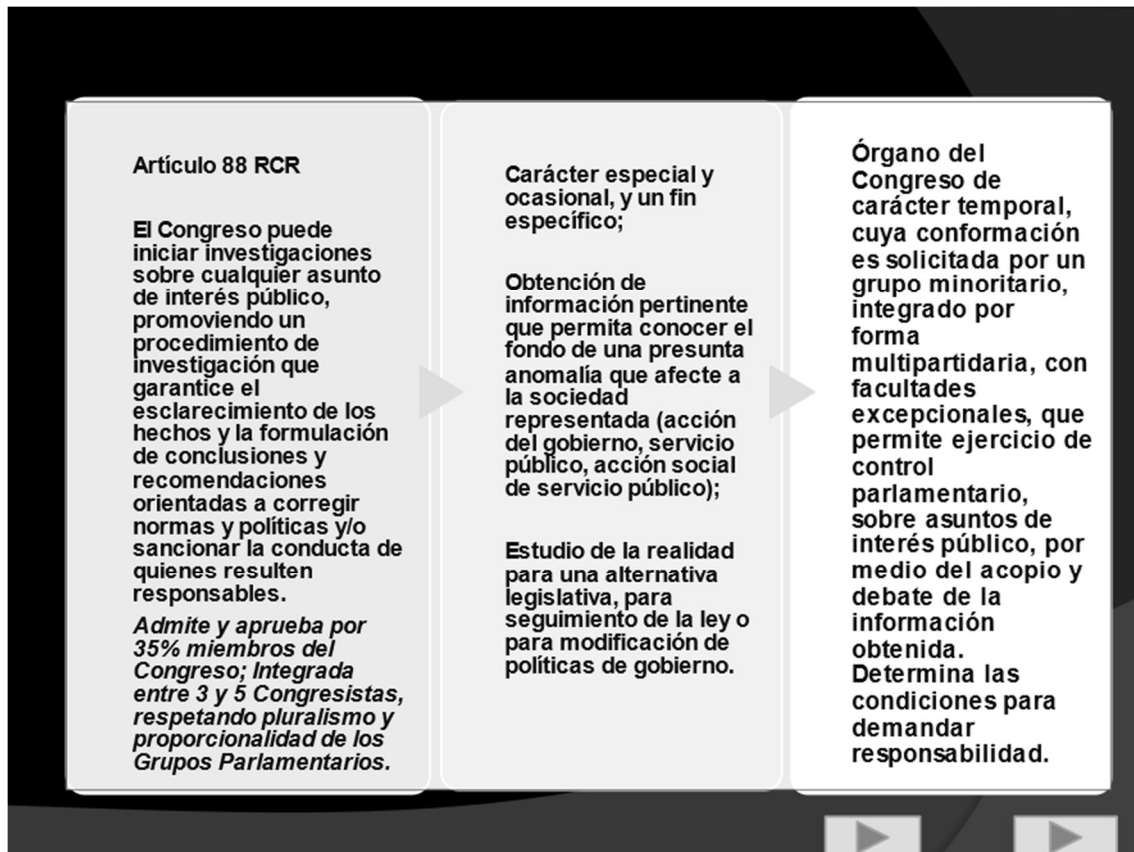 Artículo 88 RCR
El Congreso puede
iniciar investigaciones
sobre cualquier asunto
de interés público,
promoviendo un
procedimiento de
investigación que
garantice el
esclarecimiento de los
hechos y la formulación
de conclusiones y
recomendaciones
orientadas a corregir
normas y políticas y/o
sancionar la conducta de
quienes resulten
responsables.
Admite y aprueba por
35% miembros del
Congreso; Integrada
entre 3 y 5 Congresistas,
respetando pluralismo y
proporcionalidad de los
Grupos Parlamentarios.
Carácter especial y
ocasional, y un fin
específico;
Obtención de
información pertinente
que permita conocer el
fondo de una presunta
anomalía que afecte a
la sociedad
representada (acción
del gobierno, servicio
público, acción social
de servicio público);
Estudio de la realidad
para una alternativa
legislativa, para
seguimiento de la ley o
para modificación de
políticas de gobierno.
Órgano del
Congreso de
carácter temporal,
cuya conformación
es solicitada por un
grupo minoritario,
integrado por
forma
multipartidaria, con
facultades
excepcionales, que
permite ejercicio de
control
parlamentario,
sobre asuntos de
interés público, por
medio del acopio y
debate de la
información
obtenida.
Determina las
condiciones para
demandar
responsabilidad.